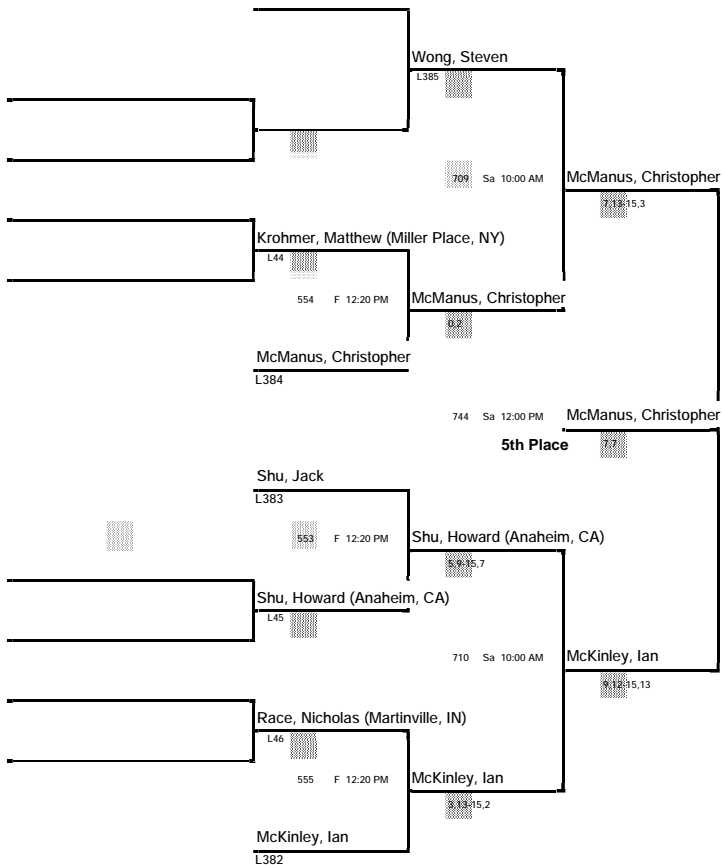 Wong, Steven
L385
709 Sa 10:00 AM
McManus, Christopher
7,13-15,3
Krohmer, Matthew (Miller Place, NY)
L44
554 F 12:20 PM
McManus, Christopher
0,2
McManus, Christopher
L384
744 Sa 12:00 PM
McManus, Christopher
5th Place
7,7
Shu, Jack
L383
553 F 12:20 PM
Shu, Howard (Anaheim, CA)
5,9-15,7
Shu, Howard (Anaheim, CA)
L45
710 Sa 10:00 AM
McKinley, Ian
9,12-15,13
Race, Nicholas (Martinville, IN)
L46
555 F 12:20 PM
McKinley, Ian
3,13-15,2
McKinley, Ian
L382